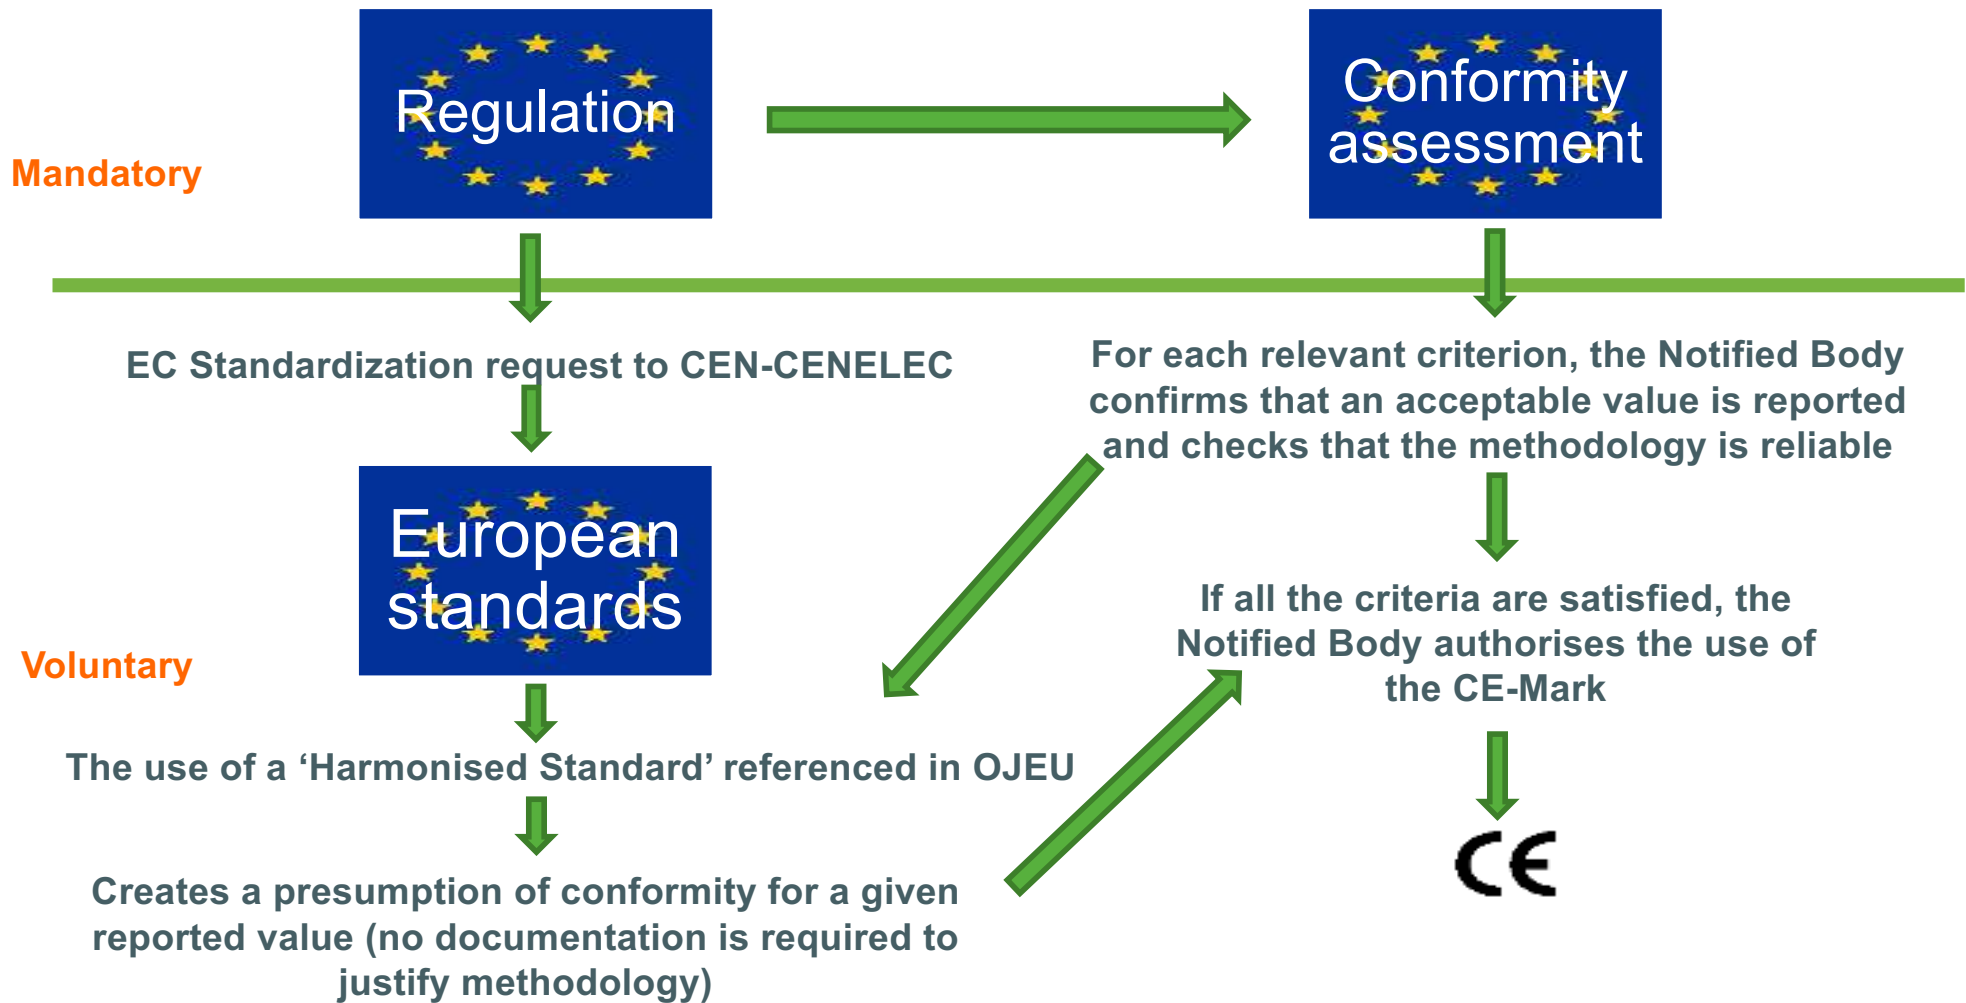 Regulation
Conformity
assessment
Mandatory
EC Standardization request to CEN-CENELEC
For each relevant criterion, the Notified Body
confirms that an acceptable value is reported
and checks that the methodology is reliable
European
standards
If all the criteria are satisfied, the
Notified Body authorises the use of
the CE-Mark
Voluntary
The use of a ‘Harmonised Standard’ referenced in OJEU
Creates a presumption of conformity for a given
reported value (no documentation is required to
justify methodology)
CE